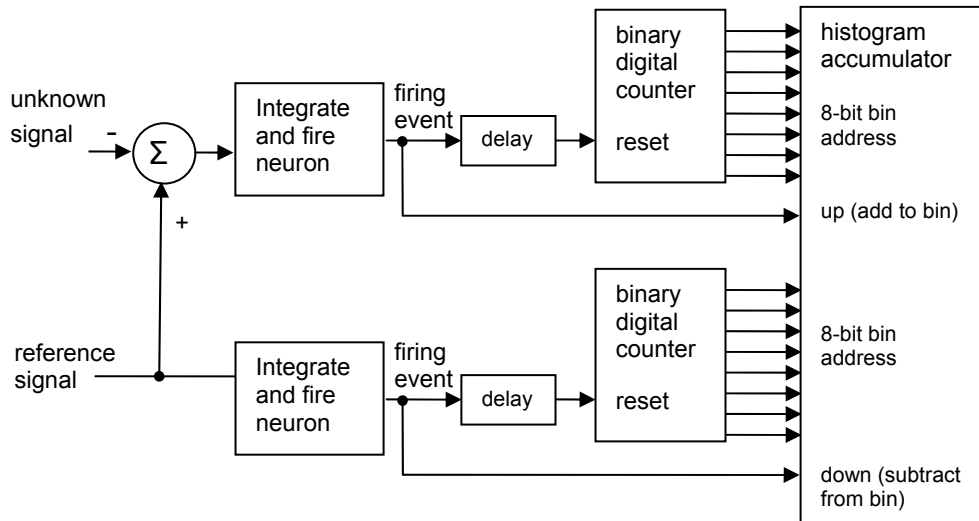 unknown
signal
-
Σ
+
Integrate
and fire
neuron
firing
event
delay
binary
digital
counter
reset
histogram
accumulator
8-bit bin
address
up (add to bin)
reference
signal
Integrate
and fire
neuron
firing
event
delay
binary
digital
counter
reset
8-bit bin
address
down (subtract
from bin)